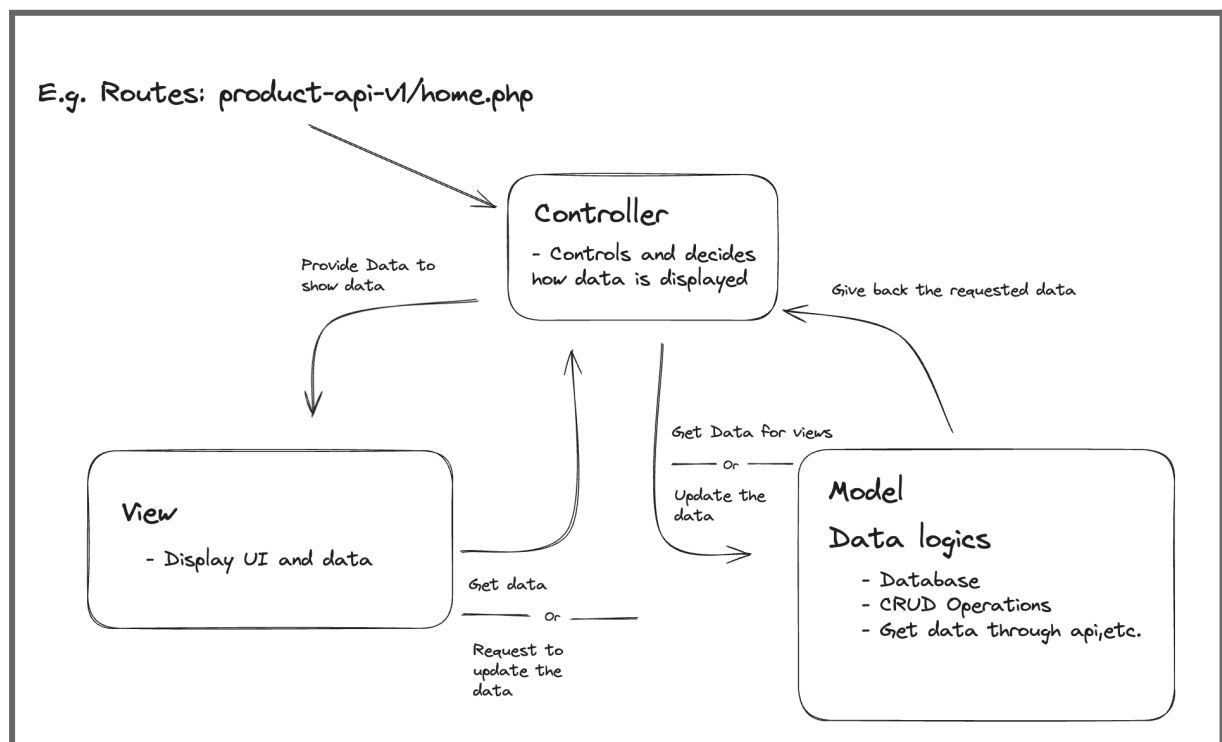 E.g. Routes: product-api-v1/home.php
Controller
- Controls and decides
how data is displayed
Provide Data to
show data
Give back the requested data
Get Data for views
Or
Update the
data
View
- Display UI and data
Get data
Or
Request to
update the
data
Model
Data logics
- Database
- CRUD Operations
- Get data through api,etc.